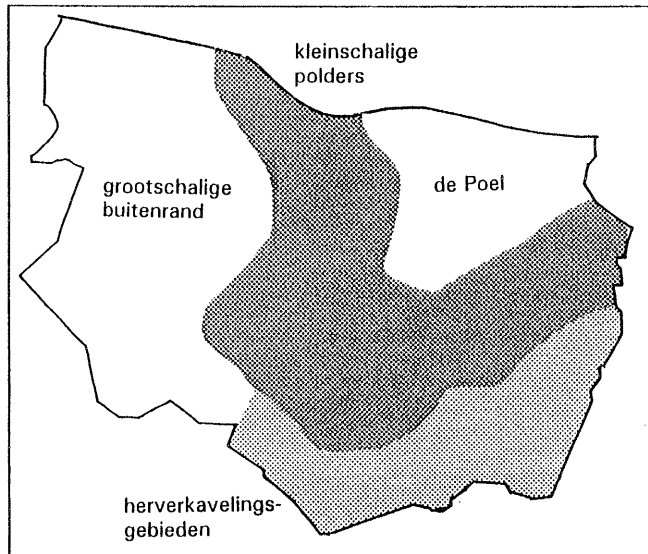 kleinschalige
polders
grootschalige
buitenrand
de Poel
herverkavelings-
gebieden